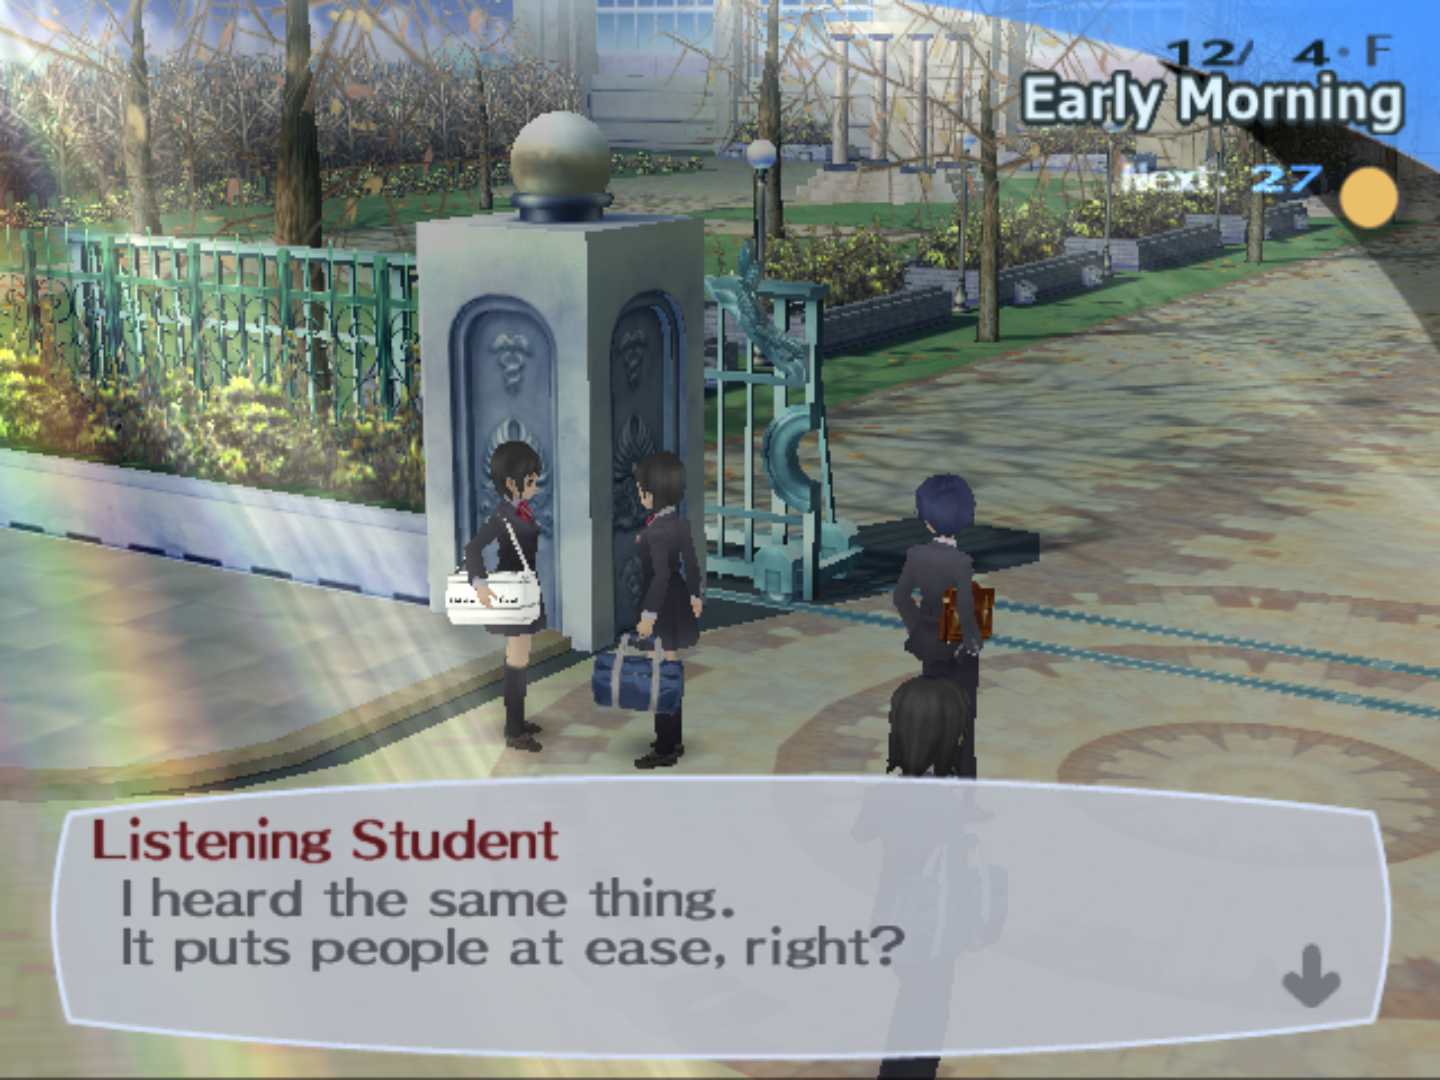 12/ 4・F
Early Morning
Next: 27
Listening Student
I heard the same thing.
It puts people at ease, right?